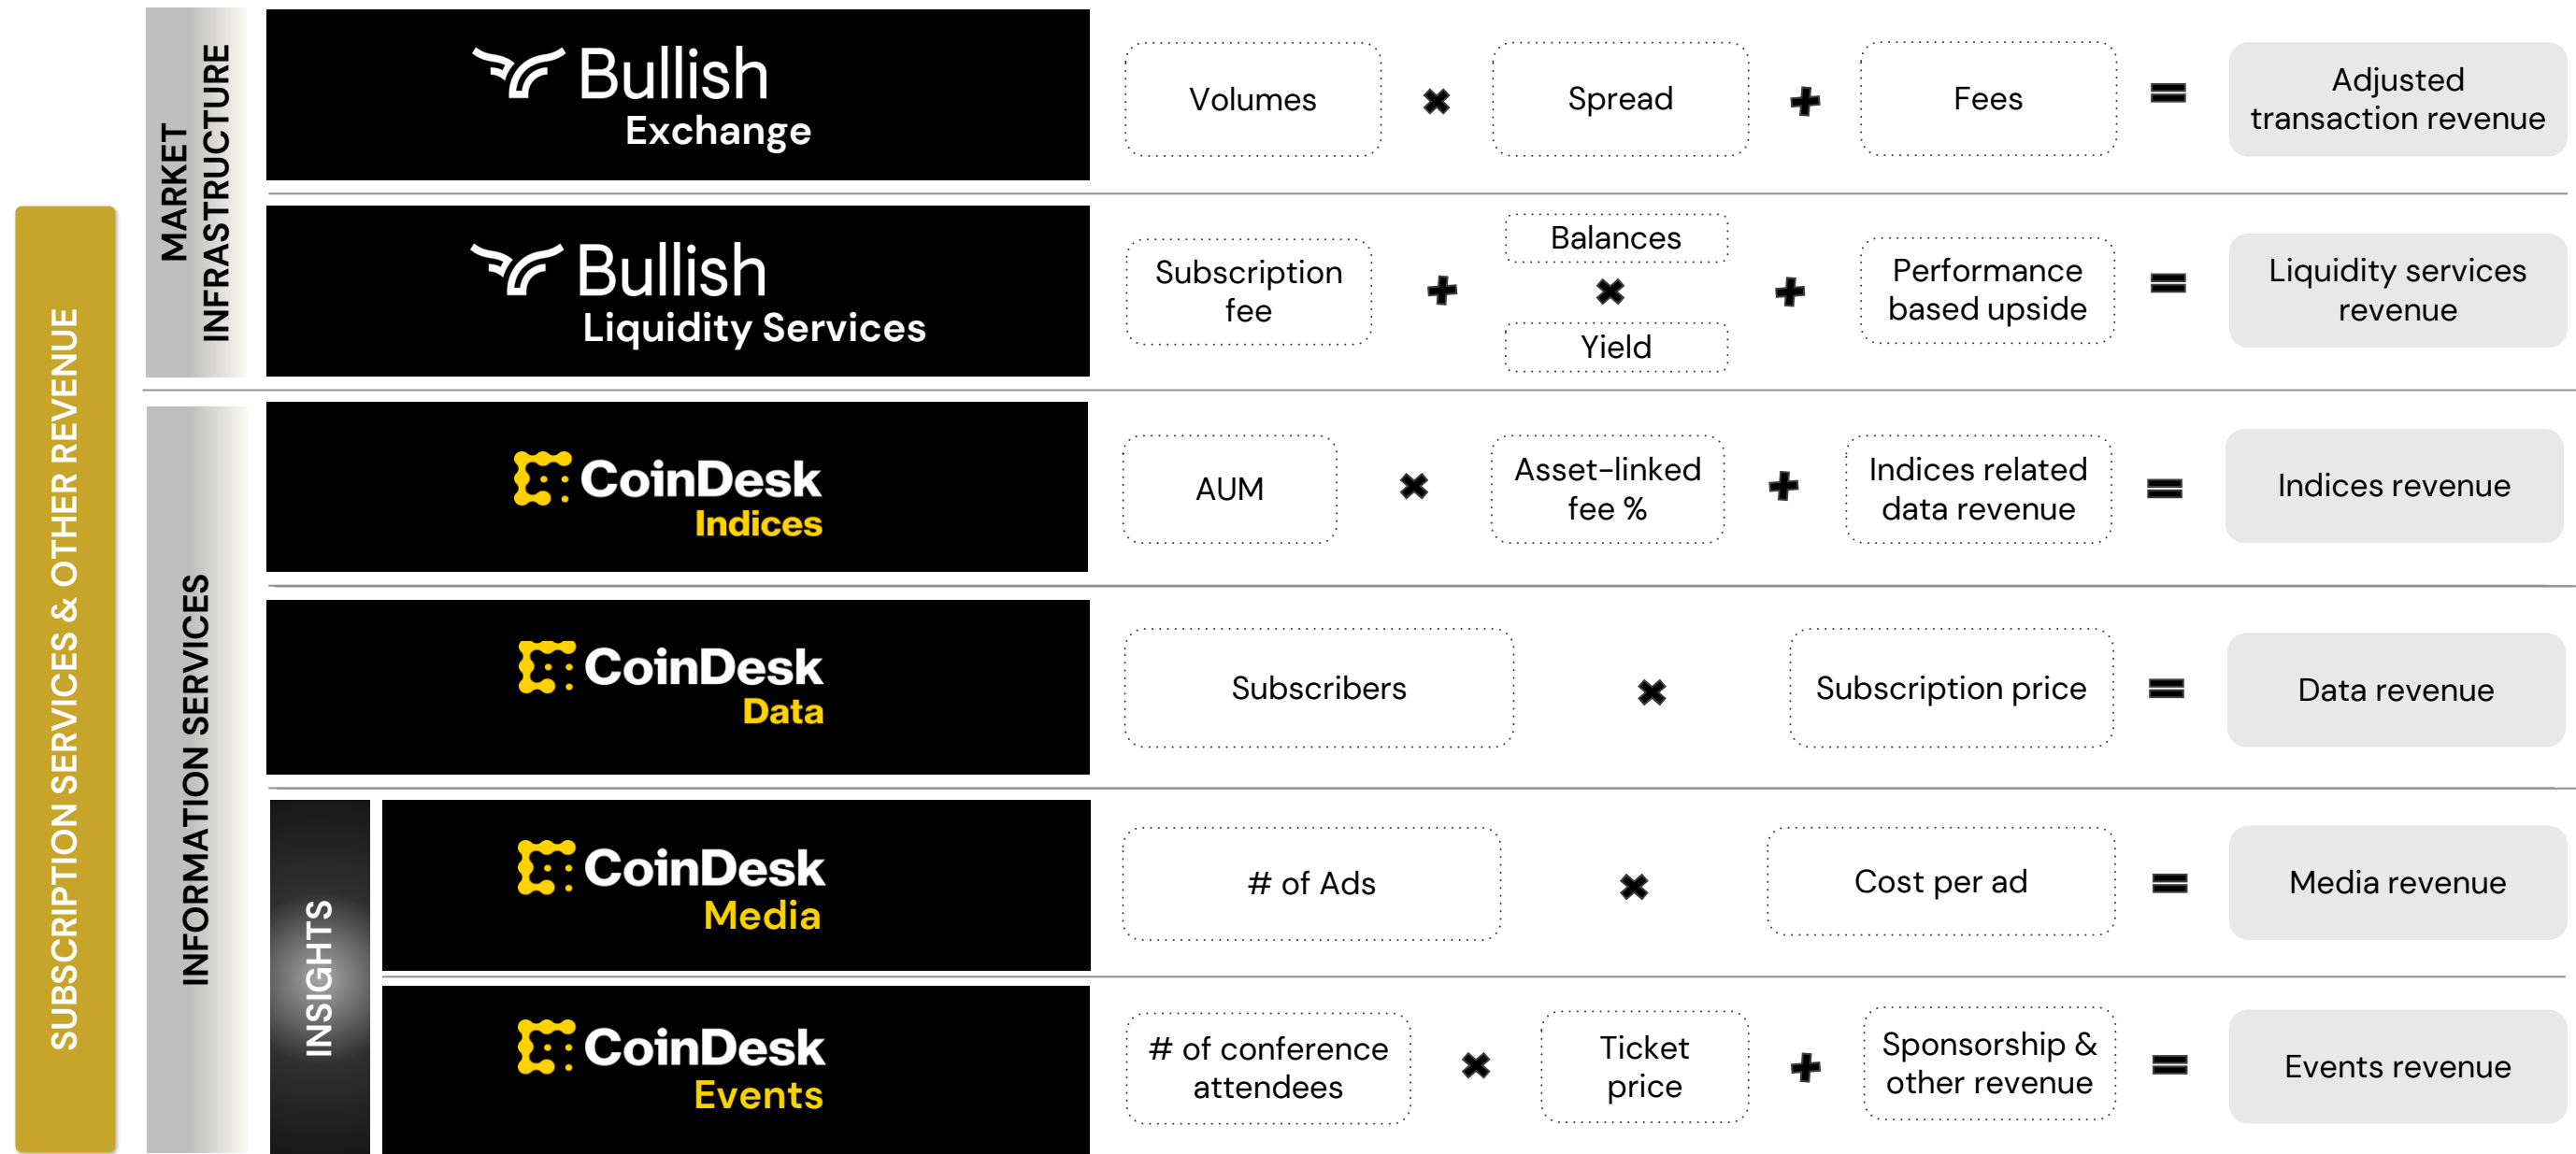 SUBSCRIPTION SERVICES & OTHER REVENUE
MARKET
INFRASTRUCTURE
Bullish
Exchange
Volumes
✖
Spread
+
Fees
=
Adjusted
transaction revenue
Bullish
Liquidity Services
Subscription
fee
+
Balances
✖
Yield
+
Performance
based upside
=
Liquidity services
revenue
INFORMATION SERVICES
CoinDesk
Indices
AUM
✖
Asset-linked
fee %
+
Indices related
data revenue
=
Indices revenue
CoinDesk
Data
Subscribers
✖
Subscription price
=
Data revenue
INSIGHTS
CoinDesk
Media
# of Ads
✖
Cost per ad
=
Media revenue
CoinDesk
Events
# of conference
attendees
✖
Ticket
price
+
Sponsorship &
other revenue
=
Events revenue